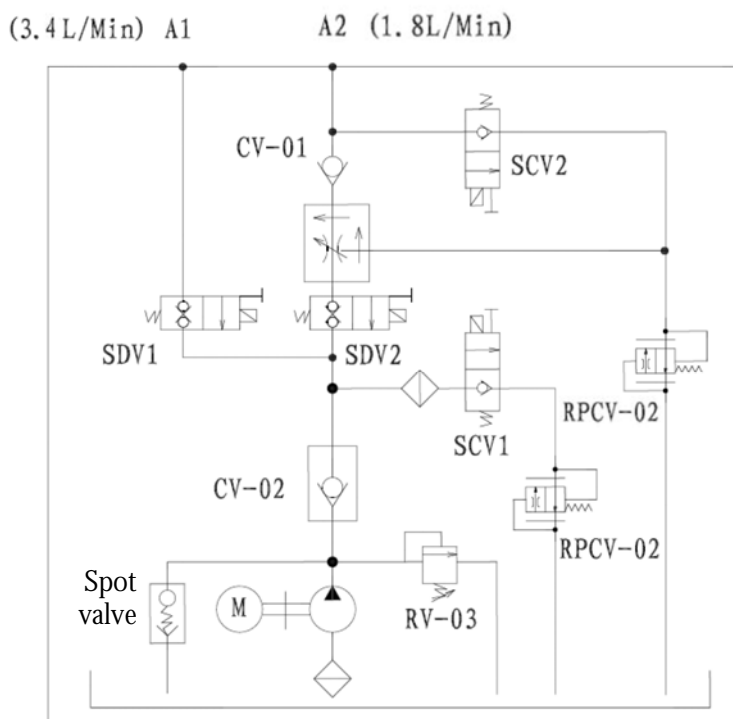 (3.4L/Min) A1 A2 (1.8L/Min)
CV-01
SCV2
SDV1
SDV2
RPCV-02
SCV1
CV-02
RPCV-02
Spot
valve
M
RV-03